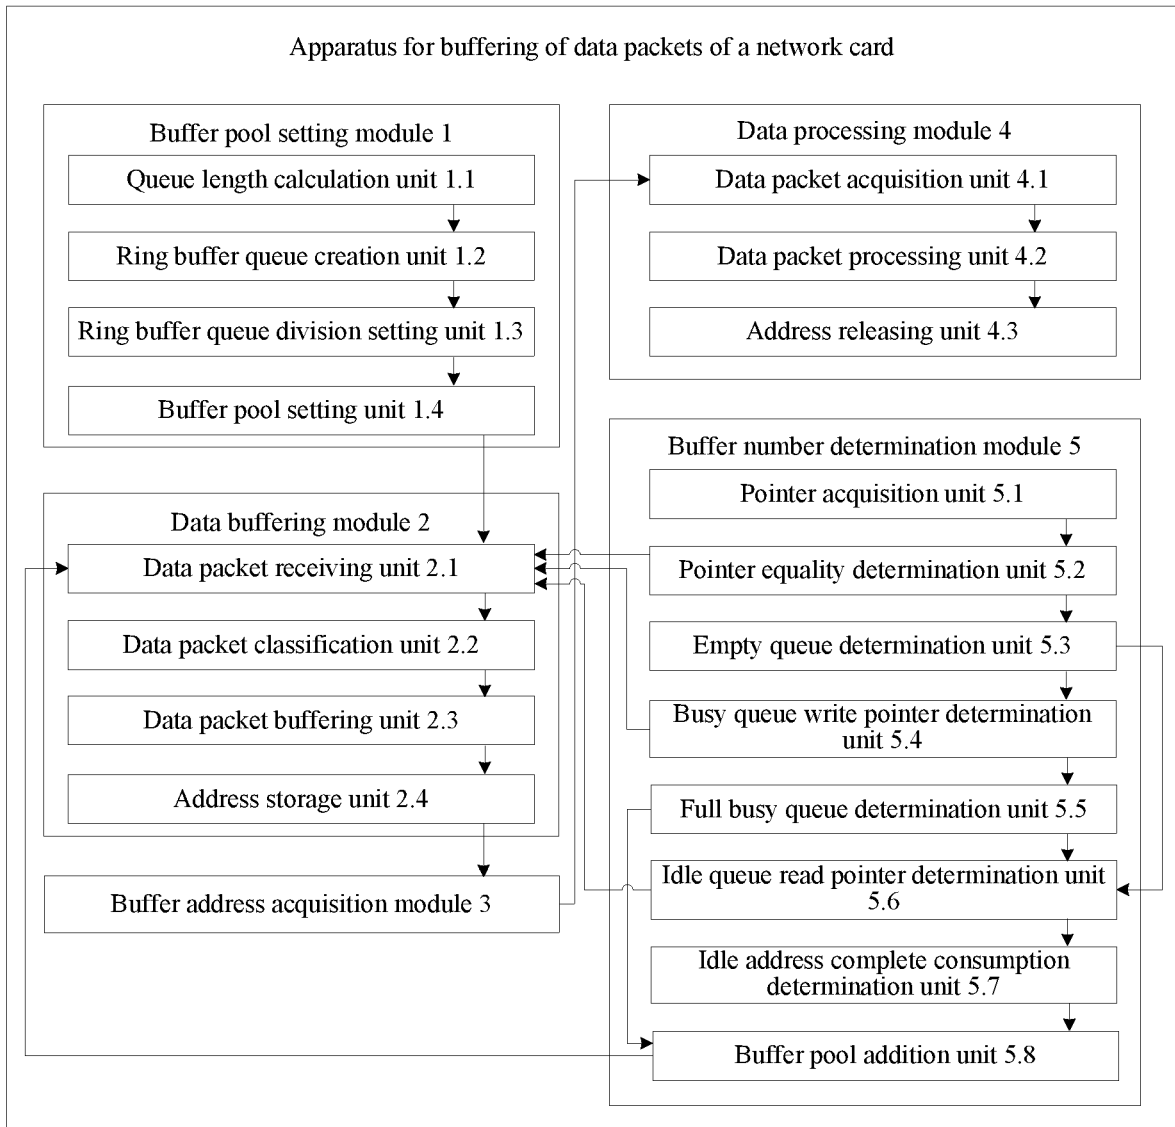 Apparatus for buffering of data packets of a network card
Buffer pool setting module 1
Queue length calculation unit 1.1
Ring buffer queue creation unit 1.2
Ring buffer queue division setting unit 1.3
Buffer pool setting unit 1.4
Data buffering module 2
Data packet receiving unit 2.1
Data packet classification unit 2.2
Data packet buffering unit 2.3
Address storage unit 2.4
Buffer address acquisition module 3
Data processing module 4
Data packet acquisition unit 4.1
Data packet processing unit 4.2
Address releasing unit 4.3
Buffer number determination module 5
Pointer acquisition unit 5.1
Pointer equality determination unit 5.2
Empty queue determination unit 5.3
Busy queue write pointer determination
unit 5.4
Full busy queue determination unit 5.5
Idle queue read pointer determination unit
5.6
Idle address complete consumption
determination unit 5.7
Buffer pool addition unit 5.8